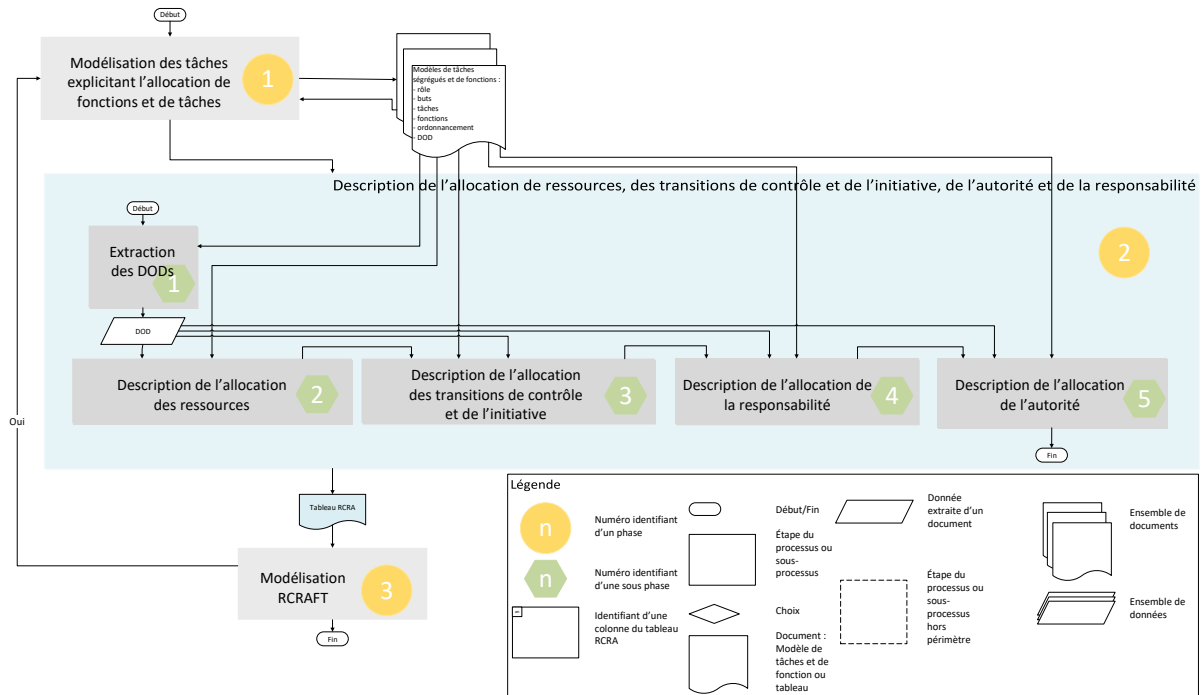 Début
Modélisation des tâches
explicitant l'allocation de
fonctions et de tâches
1
Modèles de tâches
ségrégués et de fonctions :
- rôle
- buts
- tâches
- fonctions
- ordonnancement
- DOD
Description de l'allocation de ressources, des transitions de contrôle et de l'initiative, de l'autorité et de la responsabilité
Début
Extraction
des DODs
1
2
DOD
Description de l'allocation
des ressources
2
Description de l'allocation
des transitions de contrôle
et de l'initiative
3
Description de l'allocation de
la responsabilité
4
Description de l'allocation
de l'autorité
5
Oui
Fin
Tableau RCRA
Modélisation
RCRAFT
3
Fin
Légende
n
Numéro identifiant
d'un phase
n
Numéro identifiant
d'une sous phase
Identifiant d'une
colonne du tableau
RCRA
Début/Fin
Étape du
processus ou
sous-
processus
Choix
Document :
Modèle de
tâches et de
fonction ou
tableau
Donnée
extraite d'un
document
Étape du
processus ou
sous-
processus
hors
périmètre
Ensemble de
documents
Ensemble de
données